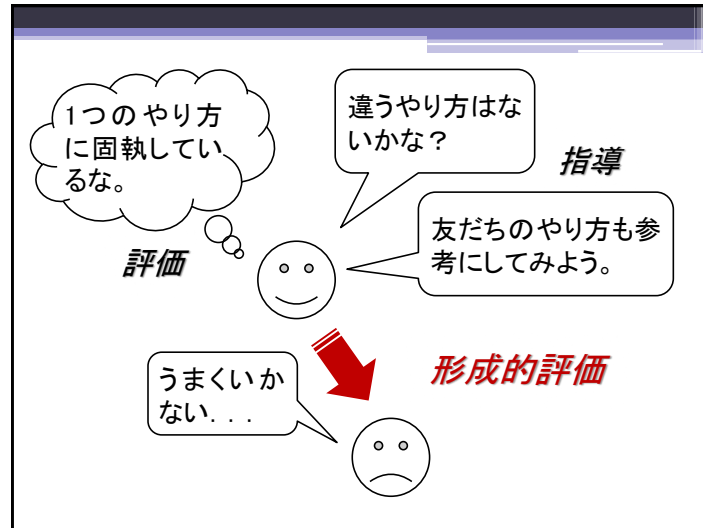 1つのやり方
に固執してい
るな。
違うやり方はな
いかな？
指導
友だちのやり方も参
考にしてみよう。
評価
形成的評価
うまくいか
ない...